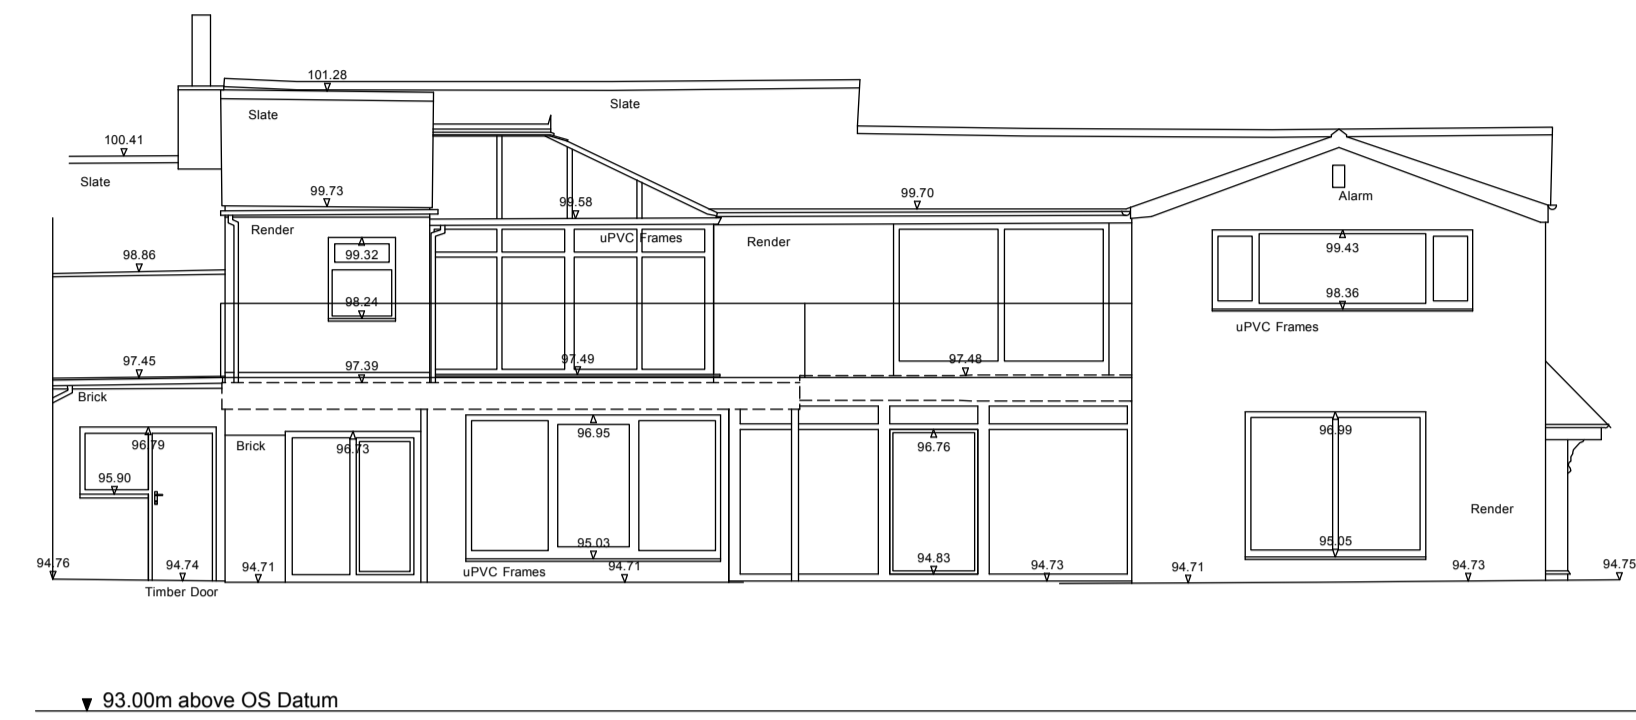 101.28
Slate
Slate
100.41
Slate
99.73
99.58
99.70
Alarm
Render
uPVC Frames
Render
99.32
99.43
98.86
98.24
98.36
uPVC Frames
97.45
97.39
97.49
97.48
Brick
96.95
96.99
96.79
Brick
96.73
96.76
95.90
Render
95.03
95.05
94.76
94.74
94.71
uPVC Frames
94.71
94.83
94.73
94.71
94.73
94.75
Timber Door
93.00m above OS Datum